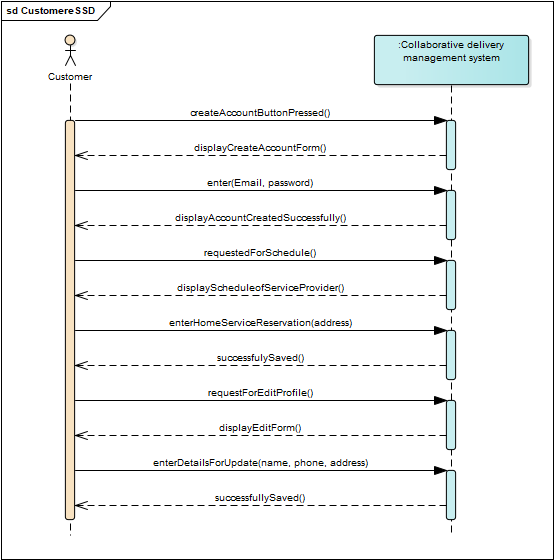 sd CustomereSSD
:Collaborative delivery
management system
Customer
createAccountButtonPressed()
displayCreateAccountForm()
enter(Email, password)
displayAccountCreatedSuccessfully()
requestedForSchedule()
displayScheduleofServiceProvider()
enterHomeServiceReservation(address)
successfulySaved()
requestForEditProfile()
displayEditForm()
enterDetailsForUpdate(name, phone, address)
successfullySaved()